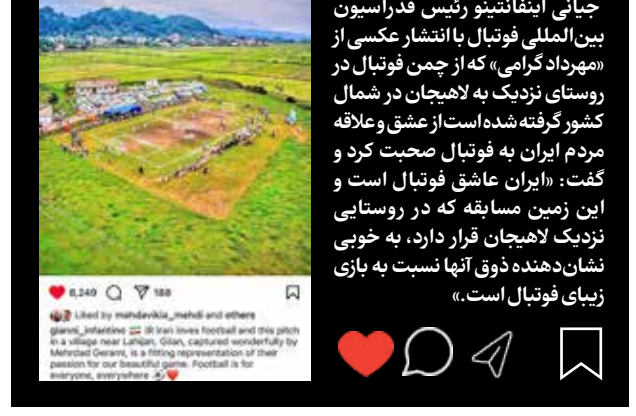 جیانی اینفانتینو رئیس فدراسیون
بین‌المللی فوتبال با انتشار عکسی از
«مهرداد گرامی» که از چمن فوتبال در
روستای نزدیک به لاهیجان در شمال
کشور گرفته شده است از عشق و علاقه
مردم ایران به فوتبال صحبت کرد و
گفت: «ایران عاشق فوتبال است و
این زمین مسابقه که در روستایی
نزدیک لاهیجان قرار دارد، به خوبی
نشان‌دهنده ذوق آنها نسبت به بازی
زیبای فوتبال است.»
8,249 188
Liked by mahdavikia_mehdi and others
gianni_infantino IR Iran loves football and this pitch
in a village near Lahijan, Gilan, captured wonderfully by
Mehrdad Gerami, is a fitting representation of their
passion for our beautiful game. Football is for
everyone, everywhere